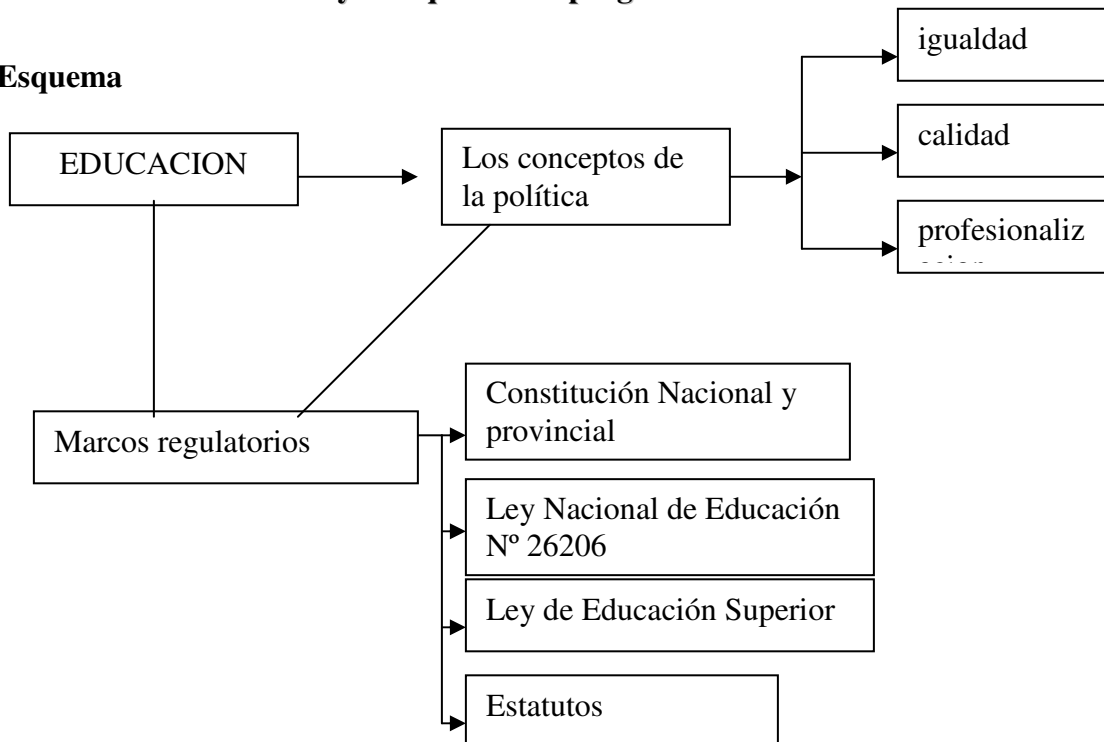 Esquema
EDUCACION
Los conceptos de
la política
igualdad
calidad
profesionaliz
Marcos regulatorios
Constitución Nacional y
provincial
Ley Nacional de Educación
Nº 26206
Ley de Educación Superior
Estatutos